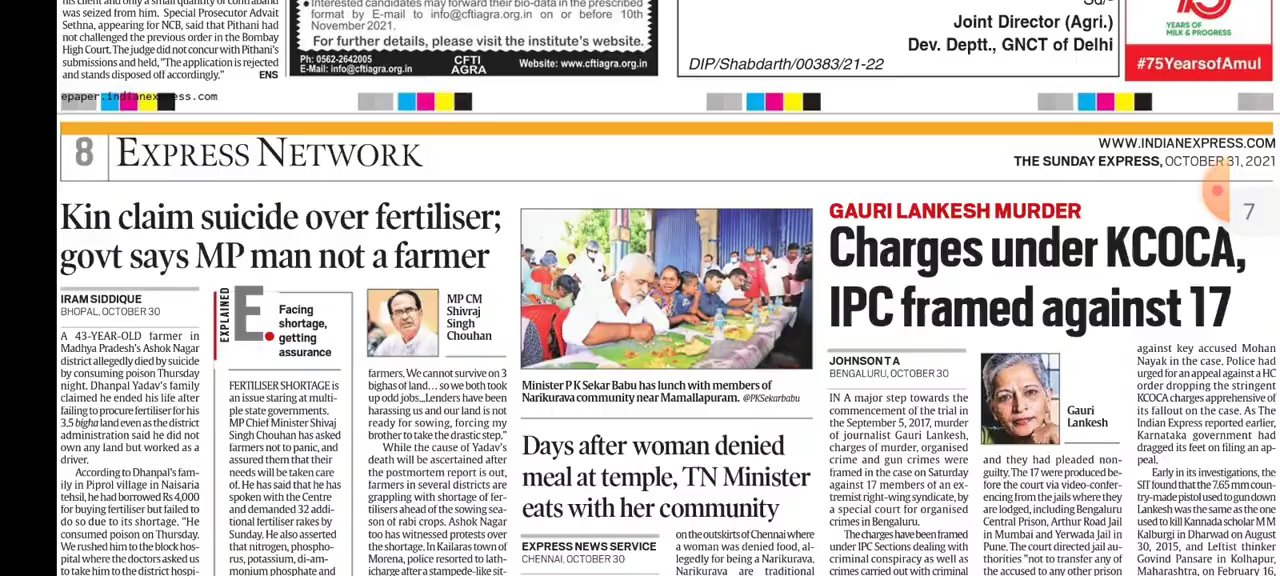 his client and only a small quantity of contraband
was seized from him. Special Prosecutor Advait
Sethna, appearing for NCB, said that Pithani had
not challenged the previous order in the Bombay
High Court. The judge did not concur with Pithani's
submissions and held, "The application is rejected
and stands disposed off accordingly." ENS
epaper.indianexpress.com
Interested candidates may forward their bio-data in the prescribed
format by E-mail to info@cftiagra.org.in on or before 10th
November 2021.
For further details, please visit the institute's website.
Ph: 0562-2642005
E-Mail: info@cftiagra.org.in
CFTI
AGRA
Website: www.cftiagra.org.in
Sd/-
Joint Director (Agri.)
Dev. Deptt., GNCT of Delhi
DIP/Shabdarth/00383/21-22
YEARS OF
MILK & PROGRESS
#75YearsofAmul
8 EXPRESS NETWORK
WWW.INDIANEXPRESS.COM
THE SUNDAY EXPRESS, OCTOBER 31, 2021
7
Kin claim suicide over fertiliser;
govt says MP man not a farmer
IRAM SIDDIQUE
BHOPAL, OCTOBER 30
A 43-YEAR-OLD farmer in
Madhya Pradesh's Ashok Nagar
district allegedly died by suicide
by consuming poison Thursday
night. Dhanpal Yadav's family
claimed he ended his life after
failing to procure fertiliser for his
3.5 bigha land even as the district
administration said he did not
own any land but worked as a
driver.
According to Dhanpal's fam-
ily in Piprol village in Naisaria
tehsil, he had borrowed Rs 4,000
for buying fertiliser but failed to
do so due to its shortage. "He
consumed poison on Thursday.
We rushed him to the block hos-
pital where the doctors asked us
to take him to the district hospi-
EXPLAINED
E.
Facing
shortage,
getting
assurance
FERTILISER SHORTAGE is
an issue staring at multi-
ple state governments.
MP Chief Minister Shivaj
Singh Chouhan has asked
farmers not to panic, and
assured them that their
needs will be taken care
of. He has said that he has
spoken with the Centre
and demanded 32 addi-
tional fertiliser rakes by
Sunday. He also asserted
that nitrogen, phospho-
rus, potassium, di-am-
monium phosphate and
MP CM
Shivraj
Singh
Chouhan
farmers. We cannot survive on 3
bighas of land... so we both took
up odd jobs...Lenders have been
harassing us and our land is not
ready for sowing, forcing my
brother to take the drastic step,"
While the cause of Yadav's
death will be ascertained after
the postmortem report is out,
farmers in several districts are
grappling with shortage of fer-
tilisers ahead of the sowing sea-
son of rabi crops. Ashok Nagar
too has witnessed protests over
the shortage. In Kailaras town of
Morena, police resorted to lath-
icharge after a stampede-like sit-
Minister P K Sekar Babu has lunch with members of
Narikurava community near Mamallapuram. @PKSekarbabu
Days after woman denied
meal at temple, TN Minister
eats with her community
EXPRESS NEWS SERVICE
CHENNAI, OCTOBER 30
on the outskirts of Chennai where
a woman was denied food, al-
legedly for being a Narikurava.
Narikurava are traditional
GAURI LANKESH MURDER
Charges under KCOCA,
IPC framed against 17
JOHNSON T A
BENGALURU, OCTOBER 30
IN A major step towards the
commencement of the trial in
the September 5, 2017, murder
of journalist Gauri Lankesh,
charges of murder, organised
crime and gun crimes were
framed in the case on Saturday
against 17 members of an ex-
tremist right-wing syndicate, by
a special court for organised
crimes in Bengaluru.
The charges have been framed
under IPC Sections dealing with
criminal conspiracy as well as
crimes carried out with criminal
Gauri
Lankesh
and they had pleaded non-
guilty. The 17 were produced be-
fore the court via video-confer-
encing from the jails where they
are lodged, including Bengaluru
Central Prison, Arthur Road Jail
in Mumbai and Yerwada Jail in
Pune. The court directed jail au-
thorities "not to transfer any of
the accused to any other prison
against key accused Mohan
Nayak in the case. Police had
urged for an appeal against a HC
order dropping the stringent
KCOCA charges apprehensive of
its fallout on the case. As The
Indian Express reported earlier,
Karnataka government had
dragged its feet on filing an ap-
peal.
Early in its investigations, the
SIT found that the 7.65 mm coun-
try-made pistol used to gun down
Lankesh was the same as the one
used to kill Kannada scholar M M
Kalburgi in Dharwad on August
30, 2015, and Leftist thinker
Govind Pansare in Kolhapur,
Maharashtra, on February 16,